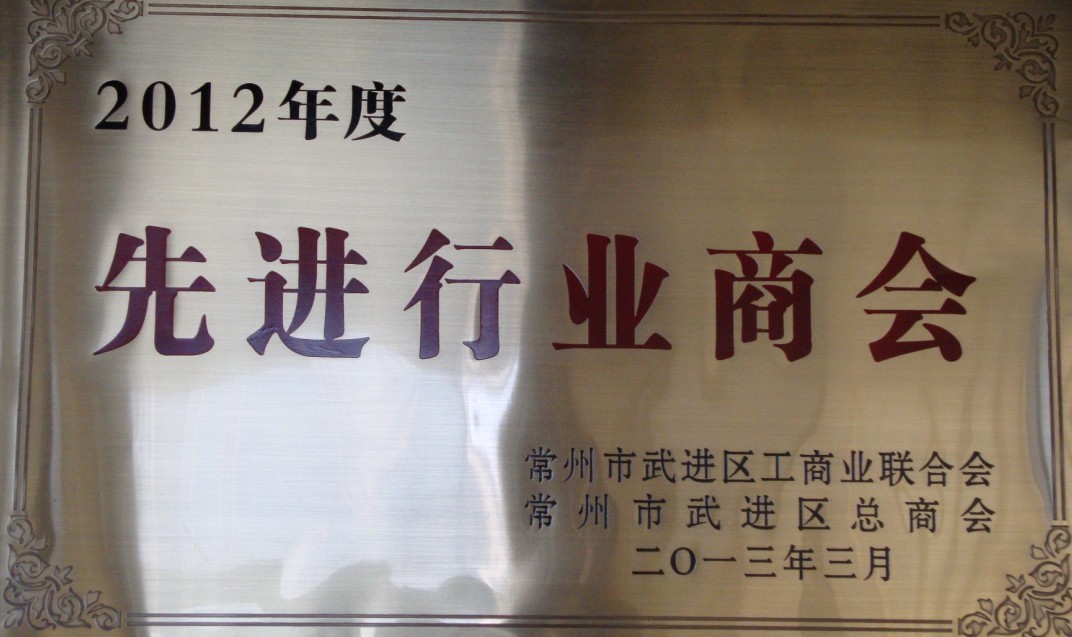 2012年度
先进行业商会
常州市武进区工商业联合会
常州市武进区总商会
二〇一三年三月